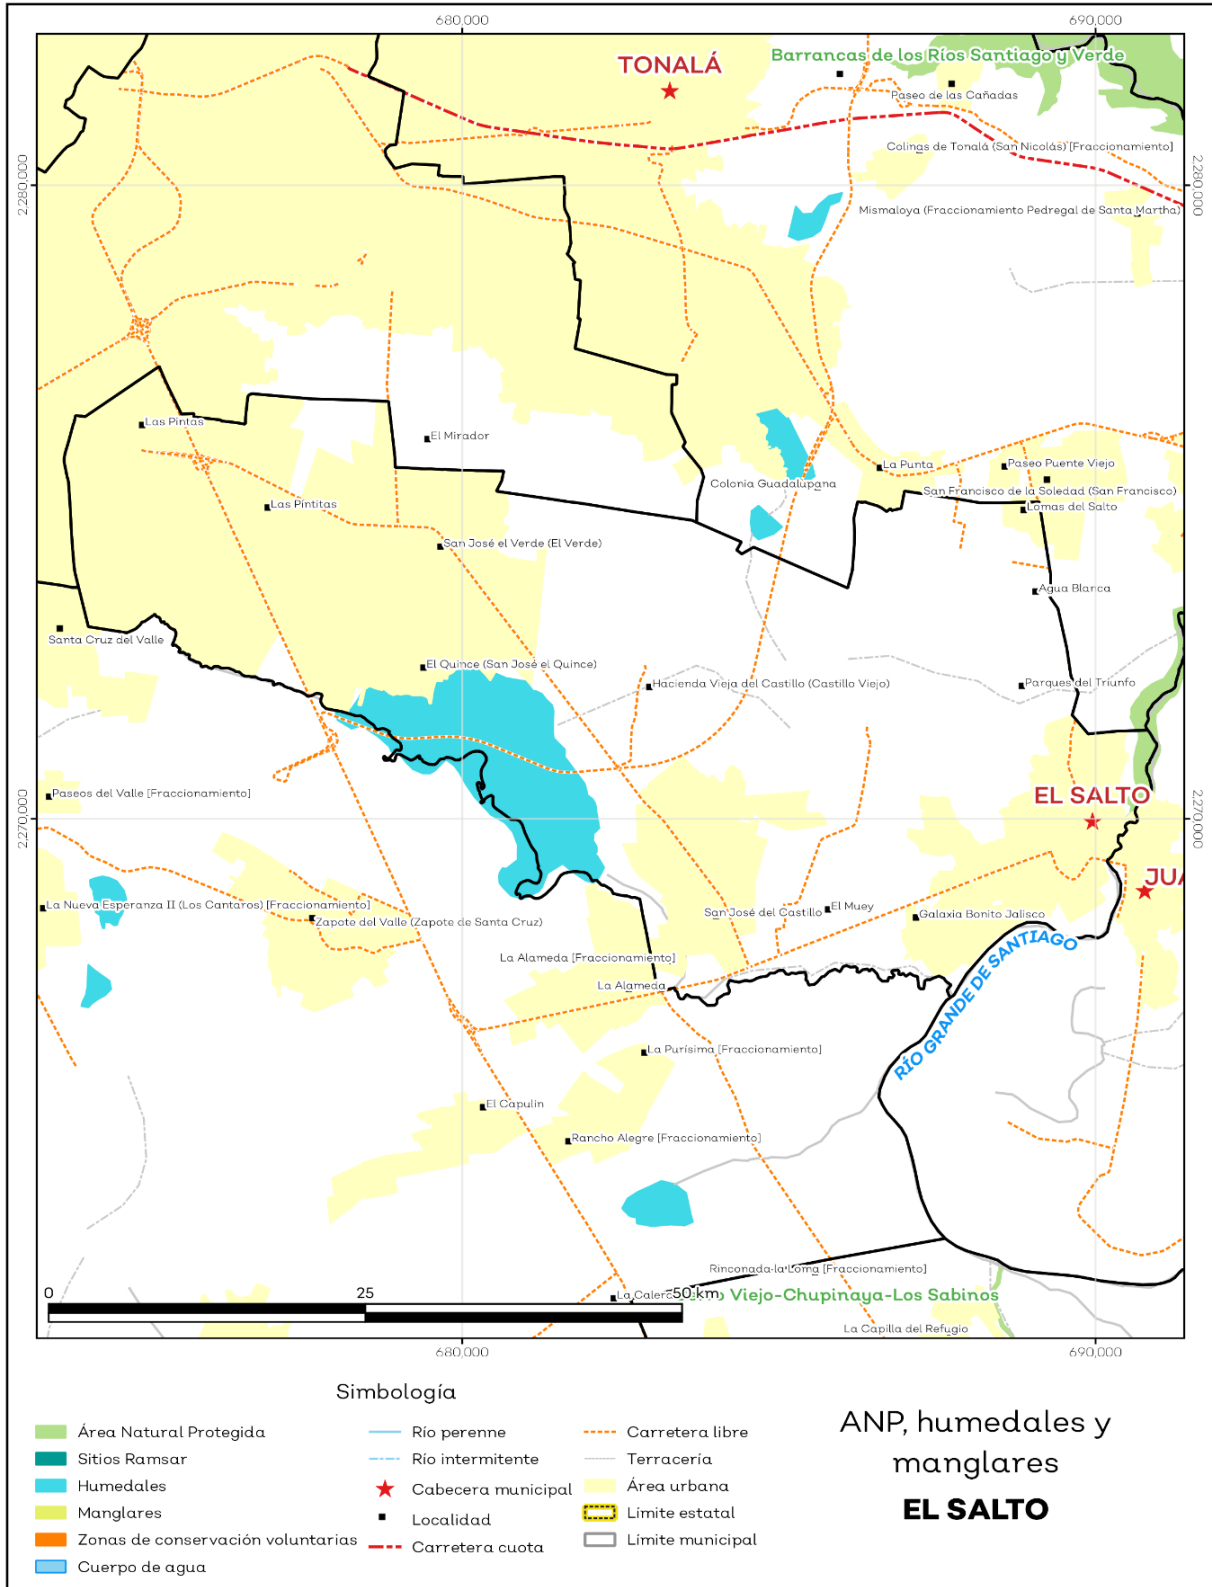 680,000
690,000
TONALÁ
Barrancas de los Ríos Santiago y Verde
Paseo de las Cañadas
Colinas de Tonalá (San Nicolás) [Fraccionamiento]
2,280,000
2,280,000
Mismaloya (Fraccionamiento Pedregal de Santa Martha)
Las Pintas
El Mirador
La Punta
Paseo Puente Viejo
Colonia Guadalupana
San Francisco de la Soledad (San Francisco)
Las Pintitas
Lomas del Salto
San José el Verde (El Verde)
Agua Blanca
Santa Cruz del Valle
El Quince (San José el Quince)
Hacienda Vieja del Castillo (Castillo Viejo)
Parques del Triunfo
Paseos del Valle [Fraccionamiento]
EL SALTO
2,270,000
2,270,000
JUA
La Nueva Esperanza II (Los Cantaros) [Fraccionamiento]
San José del Castillo
El Muey
Galaxia Bonito Jalisco
Zapote del Valle (Zapote de Santa Cruz)
RÍO GRANDE DE SANTIAGO
La Alameda [Fraccionamiento]
La Alameda
La Purísima [Fraccionamiento]
El Capulín
Rancho Alegre [Fraccionamiento]
Rinconada la Loma [Fraccionamiento]
0 25 50 km
La Caler
Viejo-Chupinaya-Los Sabinos
La Capilla del Refugio
680,000
690,000
Simbología
Área Natural Protegida
Sitios Ramsar
Humedales
Manglares
Zonas de conservación voluntarias
Cuerpo de agua
Río perenne
Río intermitente
Cabecera municipal
Localidad
Carretera cuota
Carretera libre
Terracería
Área urbana
Límite estatal
Límite municipal
ANP, humedales y
manglares
EL SALTO